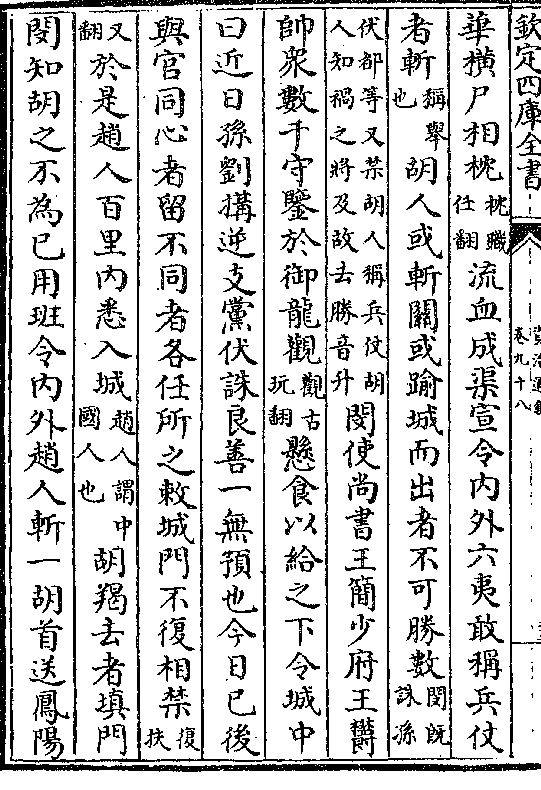 欽定四庫全書
資治通鑑
卷九十八
華橫尸相枕枕職任翻流血成渠宣令內外六夷敢稱兵仗
者斬稱舉也胡人或斬關或踰城而出者不可勝數閔既誅孫
伏都等又禁胡人稱兵仗胡人知禍之將及故去勝音升閔使尚書王簡少府王欝
帥衆數千守鑒於御龍觀觀古玩翻懸食以給之下令城中
曰近日孫劉搆逆支黨伏誅良善一無預也今日已後
與官同心者留不同者各任所之敕城門不復相禁復扶
又翻於是趙人百里內悉入城趙人謂中國人也胡羯去者填門
閔知胡之不為已用班令內外趙人斬一胡首送鳳陽